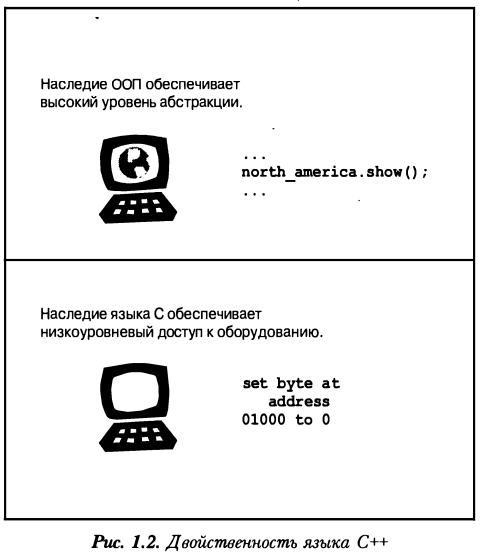 Наследие ООП обеспечивает
высокий уровень абстракции.
...
north_america.show();
...
Наследие языка C обеспечивает
низкоуровневый доступ к оборудованию.
set byte at
address
01000 to 0
Рис. 1.2. Двойственность языка C++